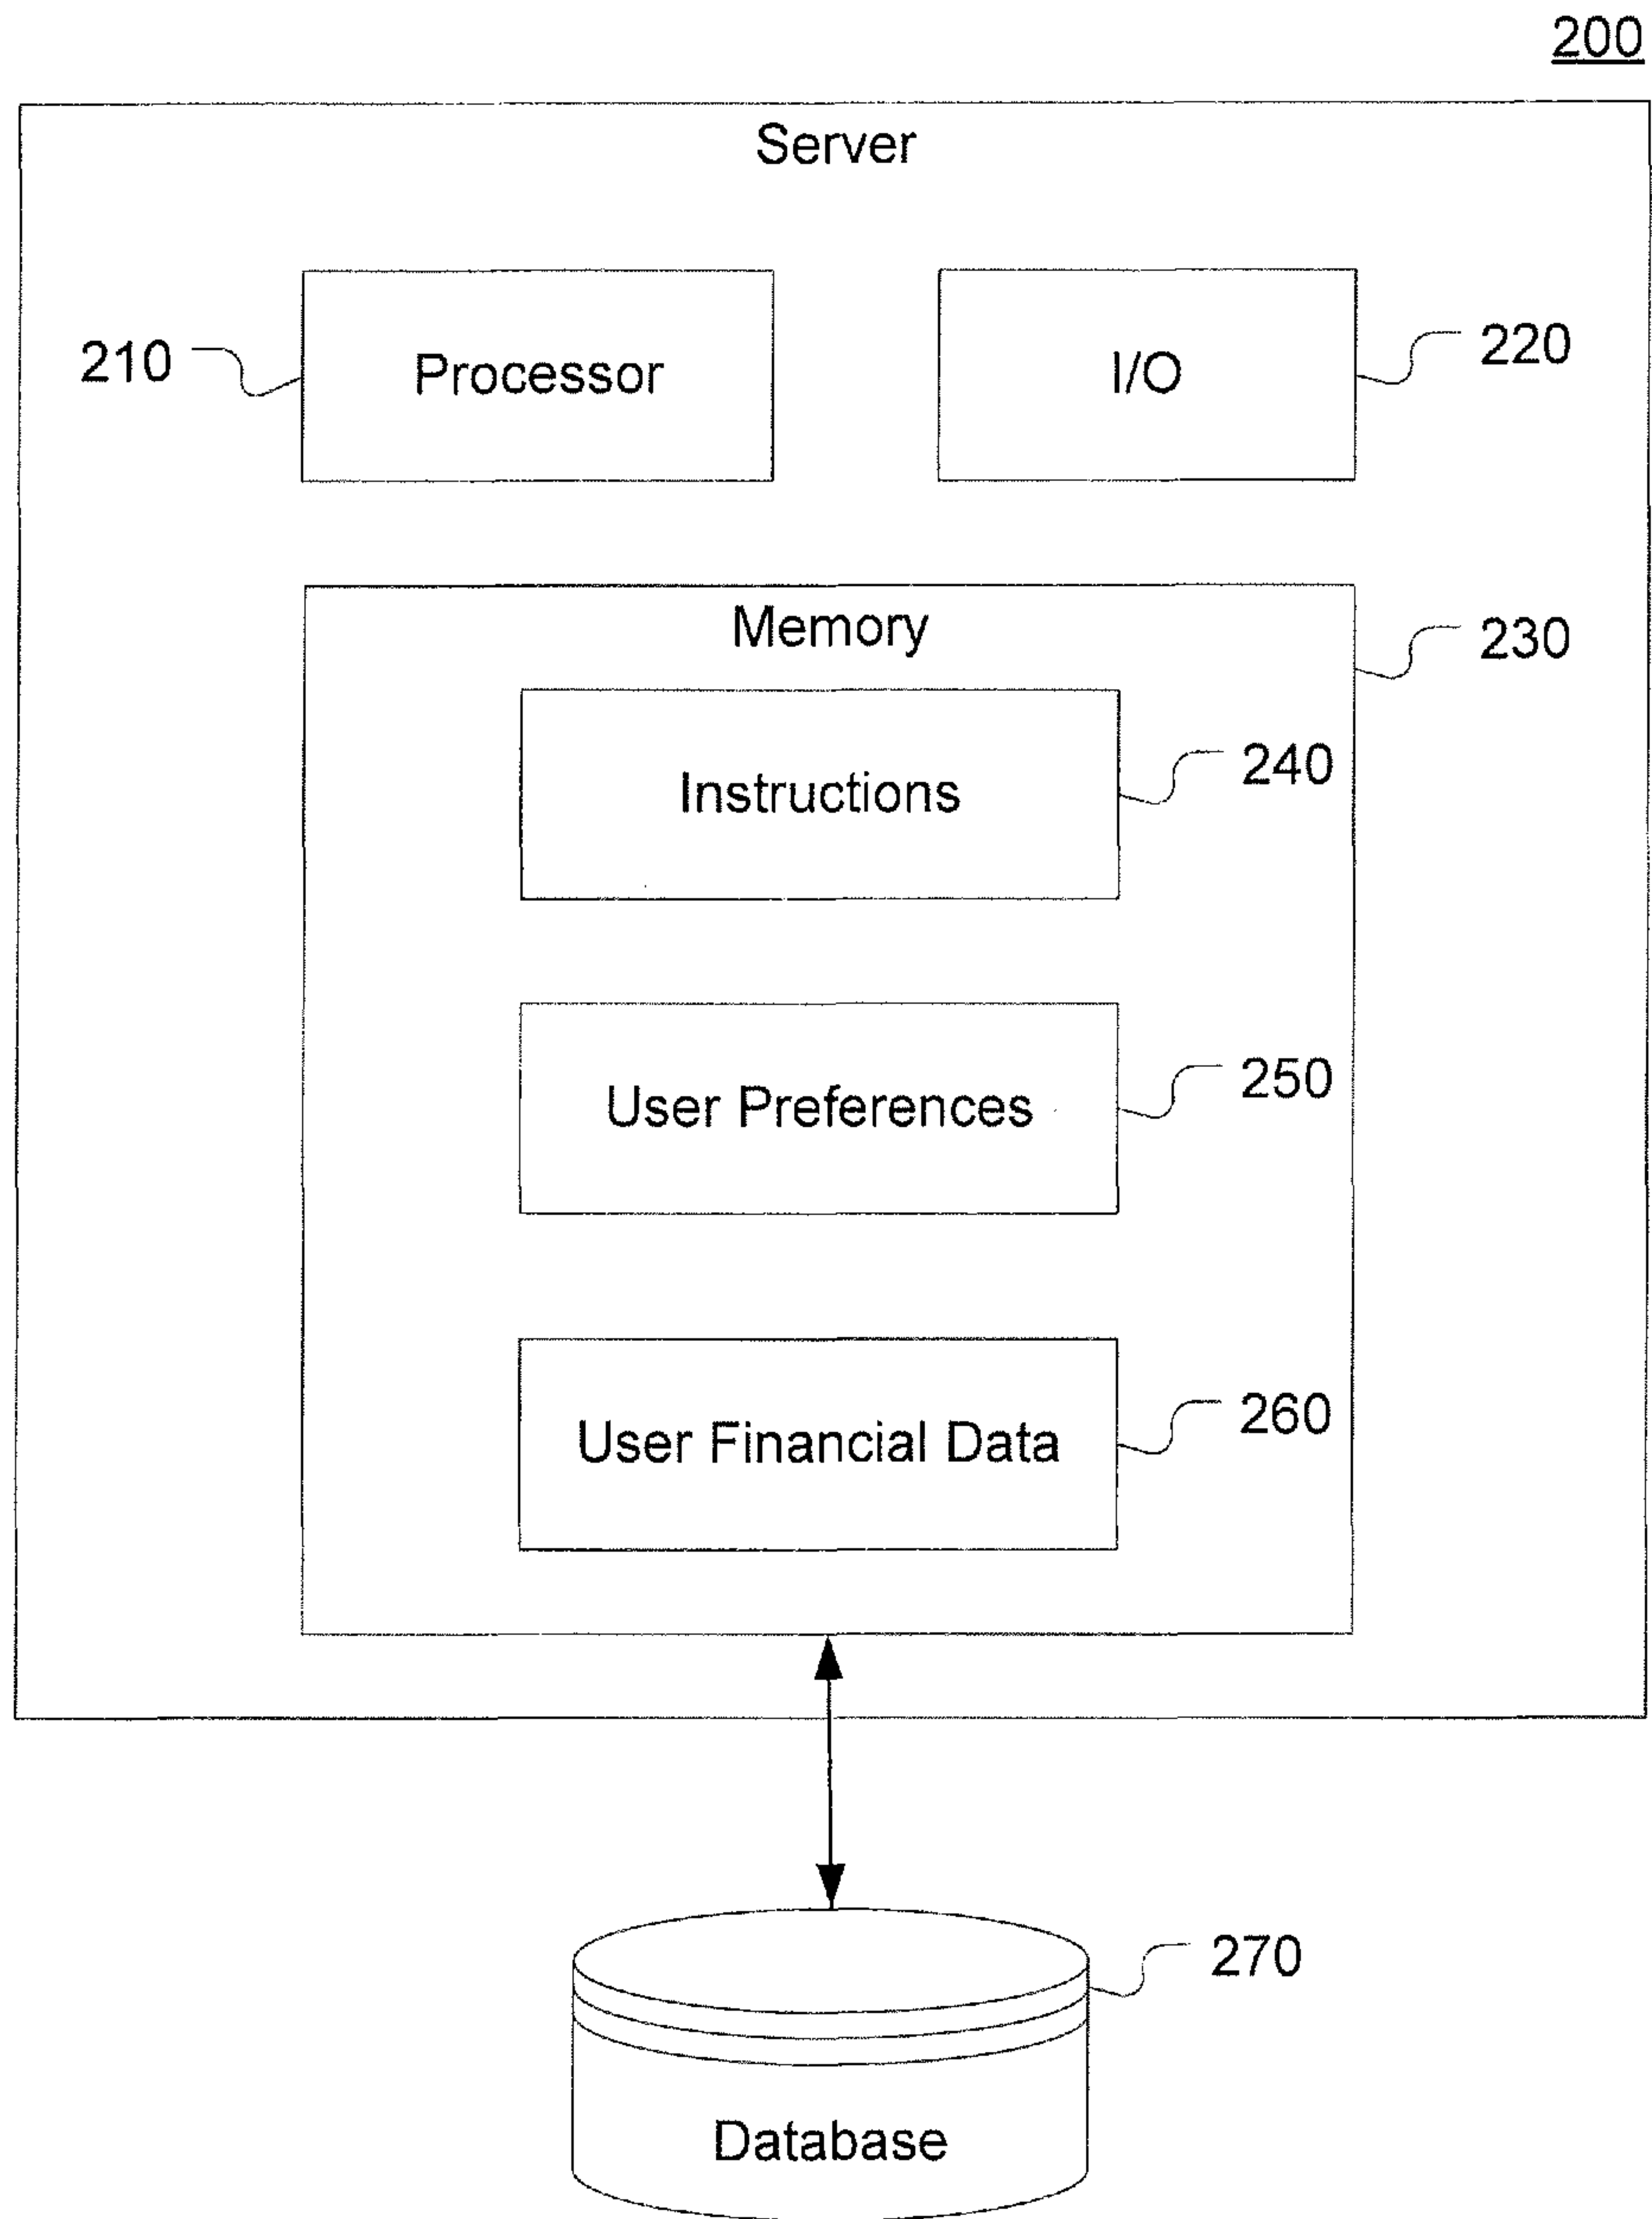 200
Server
210
Processor
I/O
220
Memory
230
Instructions
240
User Preferences
250
User Financial Data
260
270
Database